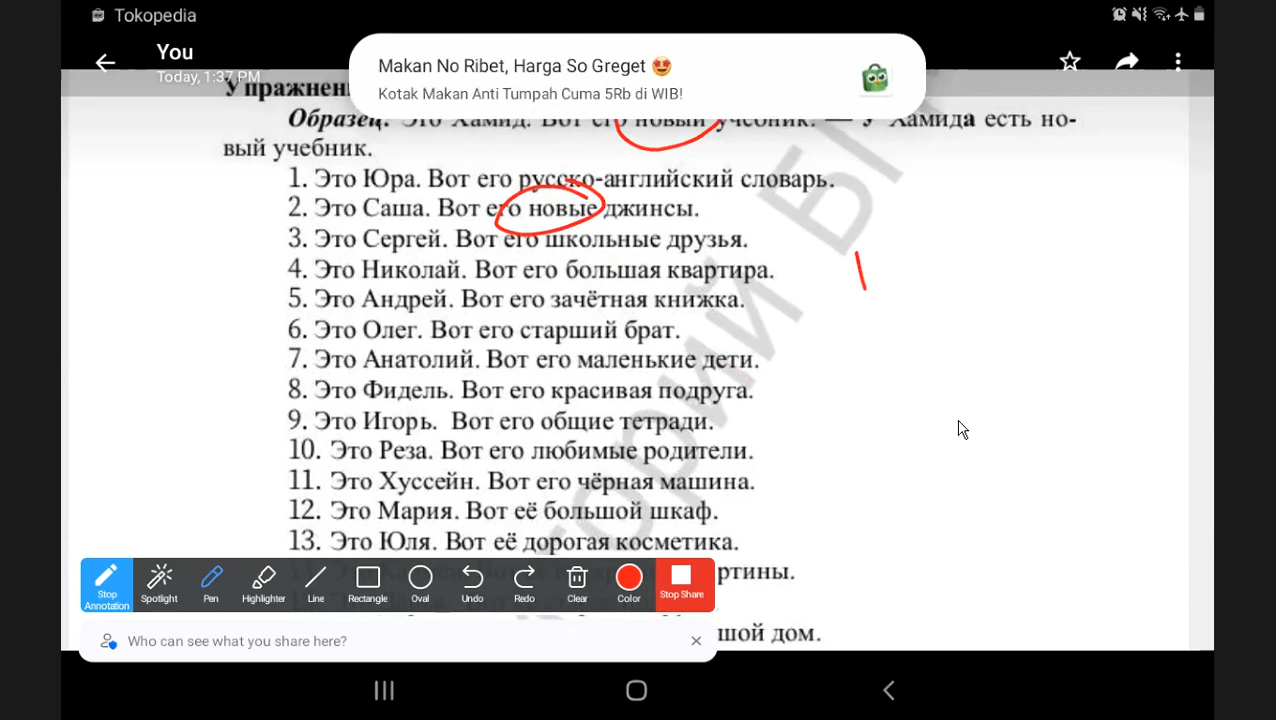 Tokopedia
You
Today, 1:37 PM
Makan No Ribet, Harga So Greget 🤩
Kotak Makan Anti Tumpah Cuma 5Rb di WIB!
Упражнени
Образец. Это Хамид. Вот его новый учебник. — У Хамида есть но-
вый учебник.
1. Это Юра. Вот его русско-английский словарь.
2. Это Саша. Вот его новые джинсы.
3. Это Сергей. Вот его школьные друзья.
4. Это Николай. Вот его большая квартира.
5. Это Андрей. Вот его зачётная книжка.
6. Это Олег. Вот его старший брат.
7. Это Анатолий. Вот его маленькие дети.
8. Это Фидель. Вот его красивая подруга.
9. Это Игорь. Вот его общие тетради.
10. Это Реза. Вот его любимые родители.
11. Это Хуссейн. Вот его чёрная машина.
12. Это Мария. Вот её большой шкаф.
13. Это Юля. Вот её дорогая косметика.
ртины.
шой дом.
Stop Annotation
Spotlight
Pen
Highlighter
Line
Rectangle
Oval
Undo
Redo
Clear
Color
Stop Share
Who can see what you share here?